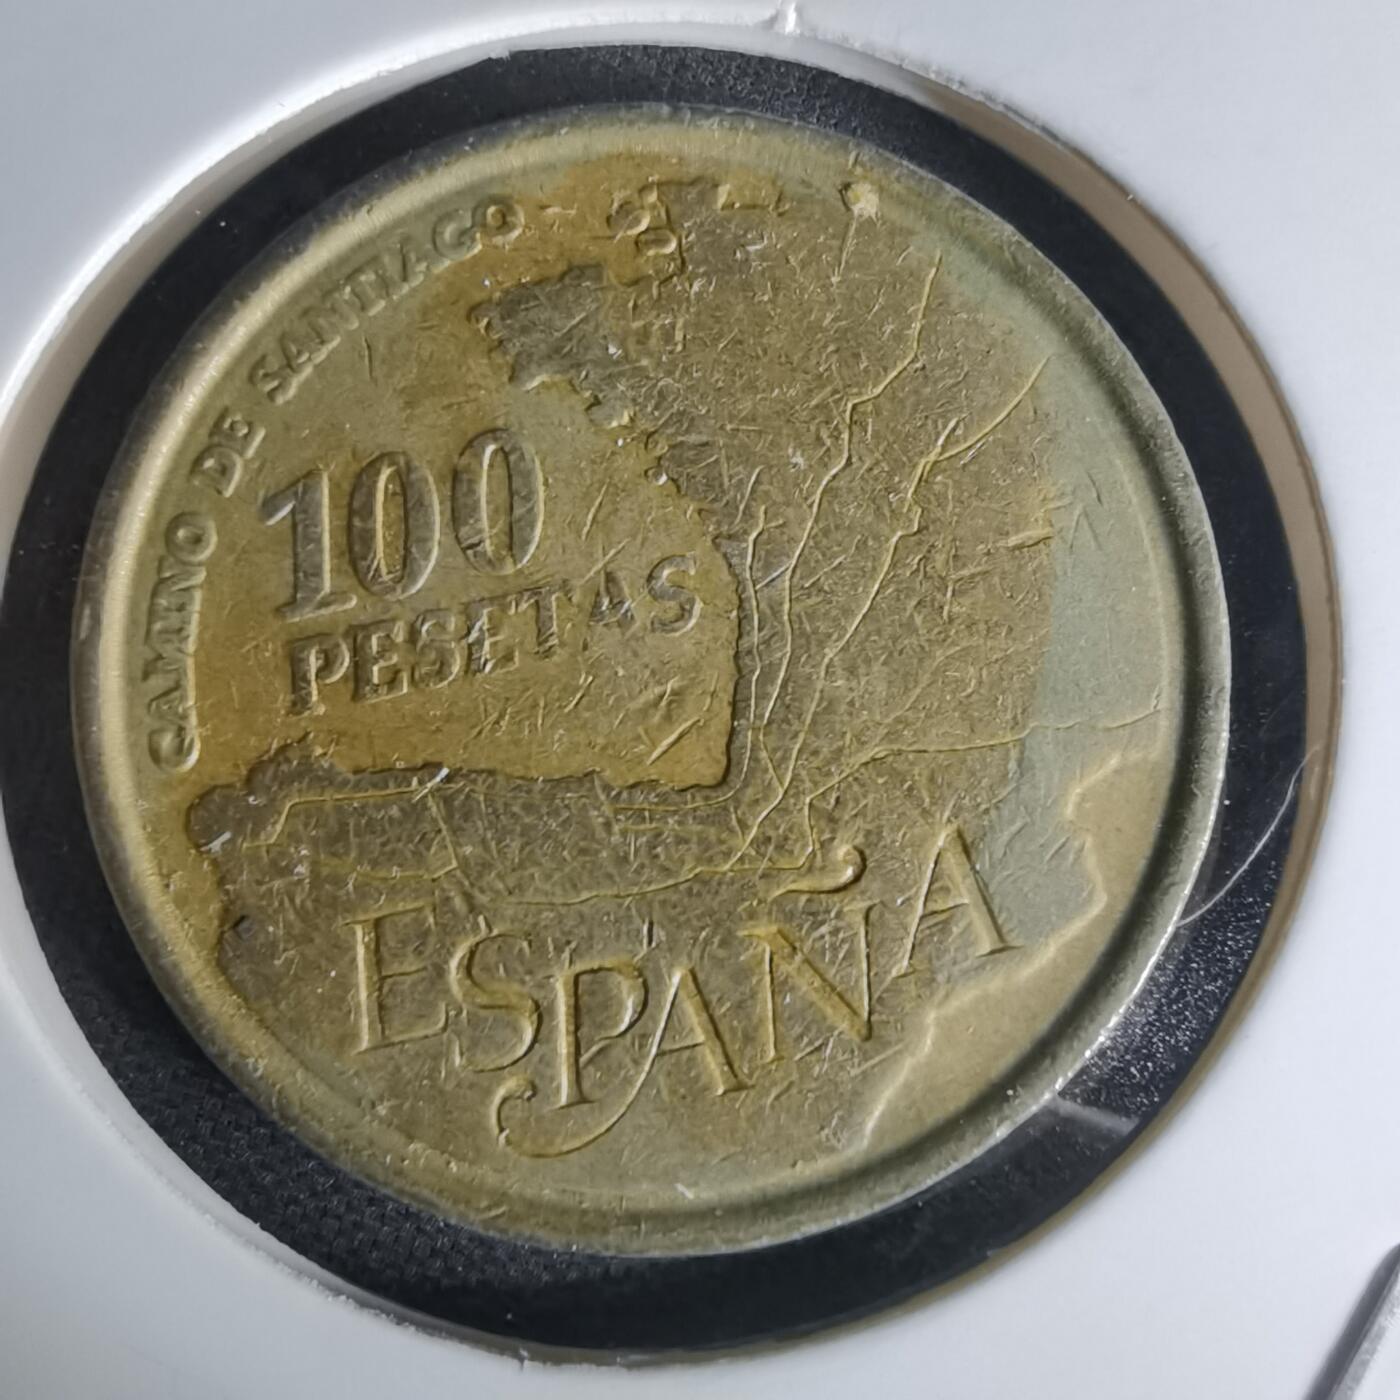 CAMINO DE SANTIAGO
100
PESETAS
ESPAÑA